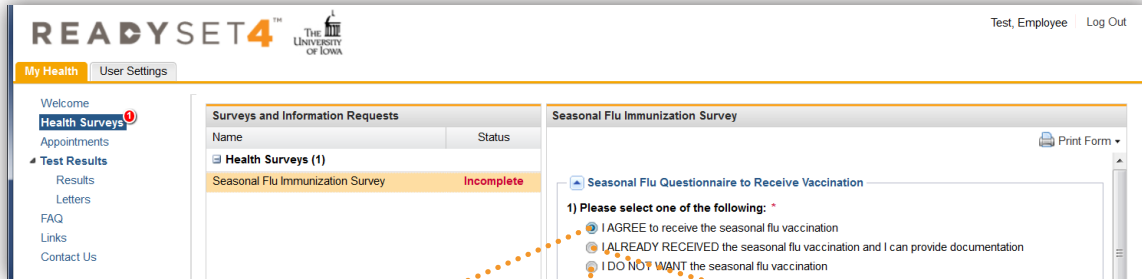 READYSET4™ THE UNIVERSITY OF IOWA
Test, Employee Log Out
My Health User Settings
Welcome
Health Surveys 1
Appointments
Test Results
Results
Letters
FAQ
Links
Contact Us
Surveys and Information Requests
Name Status
Health Surveys (1)
Seasonal Flu Immunization Survey Incomplete
Seasonal Flu Immunization Survey
Print Form
Seasonal Flu Questionnaire to Receive Vaccination
1) Please select one of the following: *
I AGREE to receive the seasonal flu vaccination
I ALREADY RECEIVED the seasonal flu vaccination and I can provide documentation
I DO NOT WANT the seasonal flu vaccination